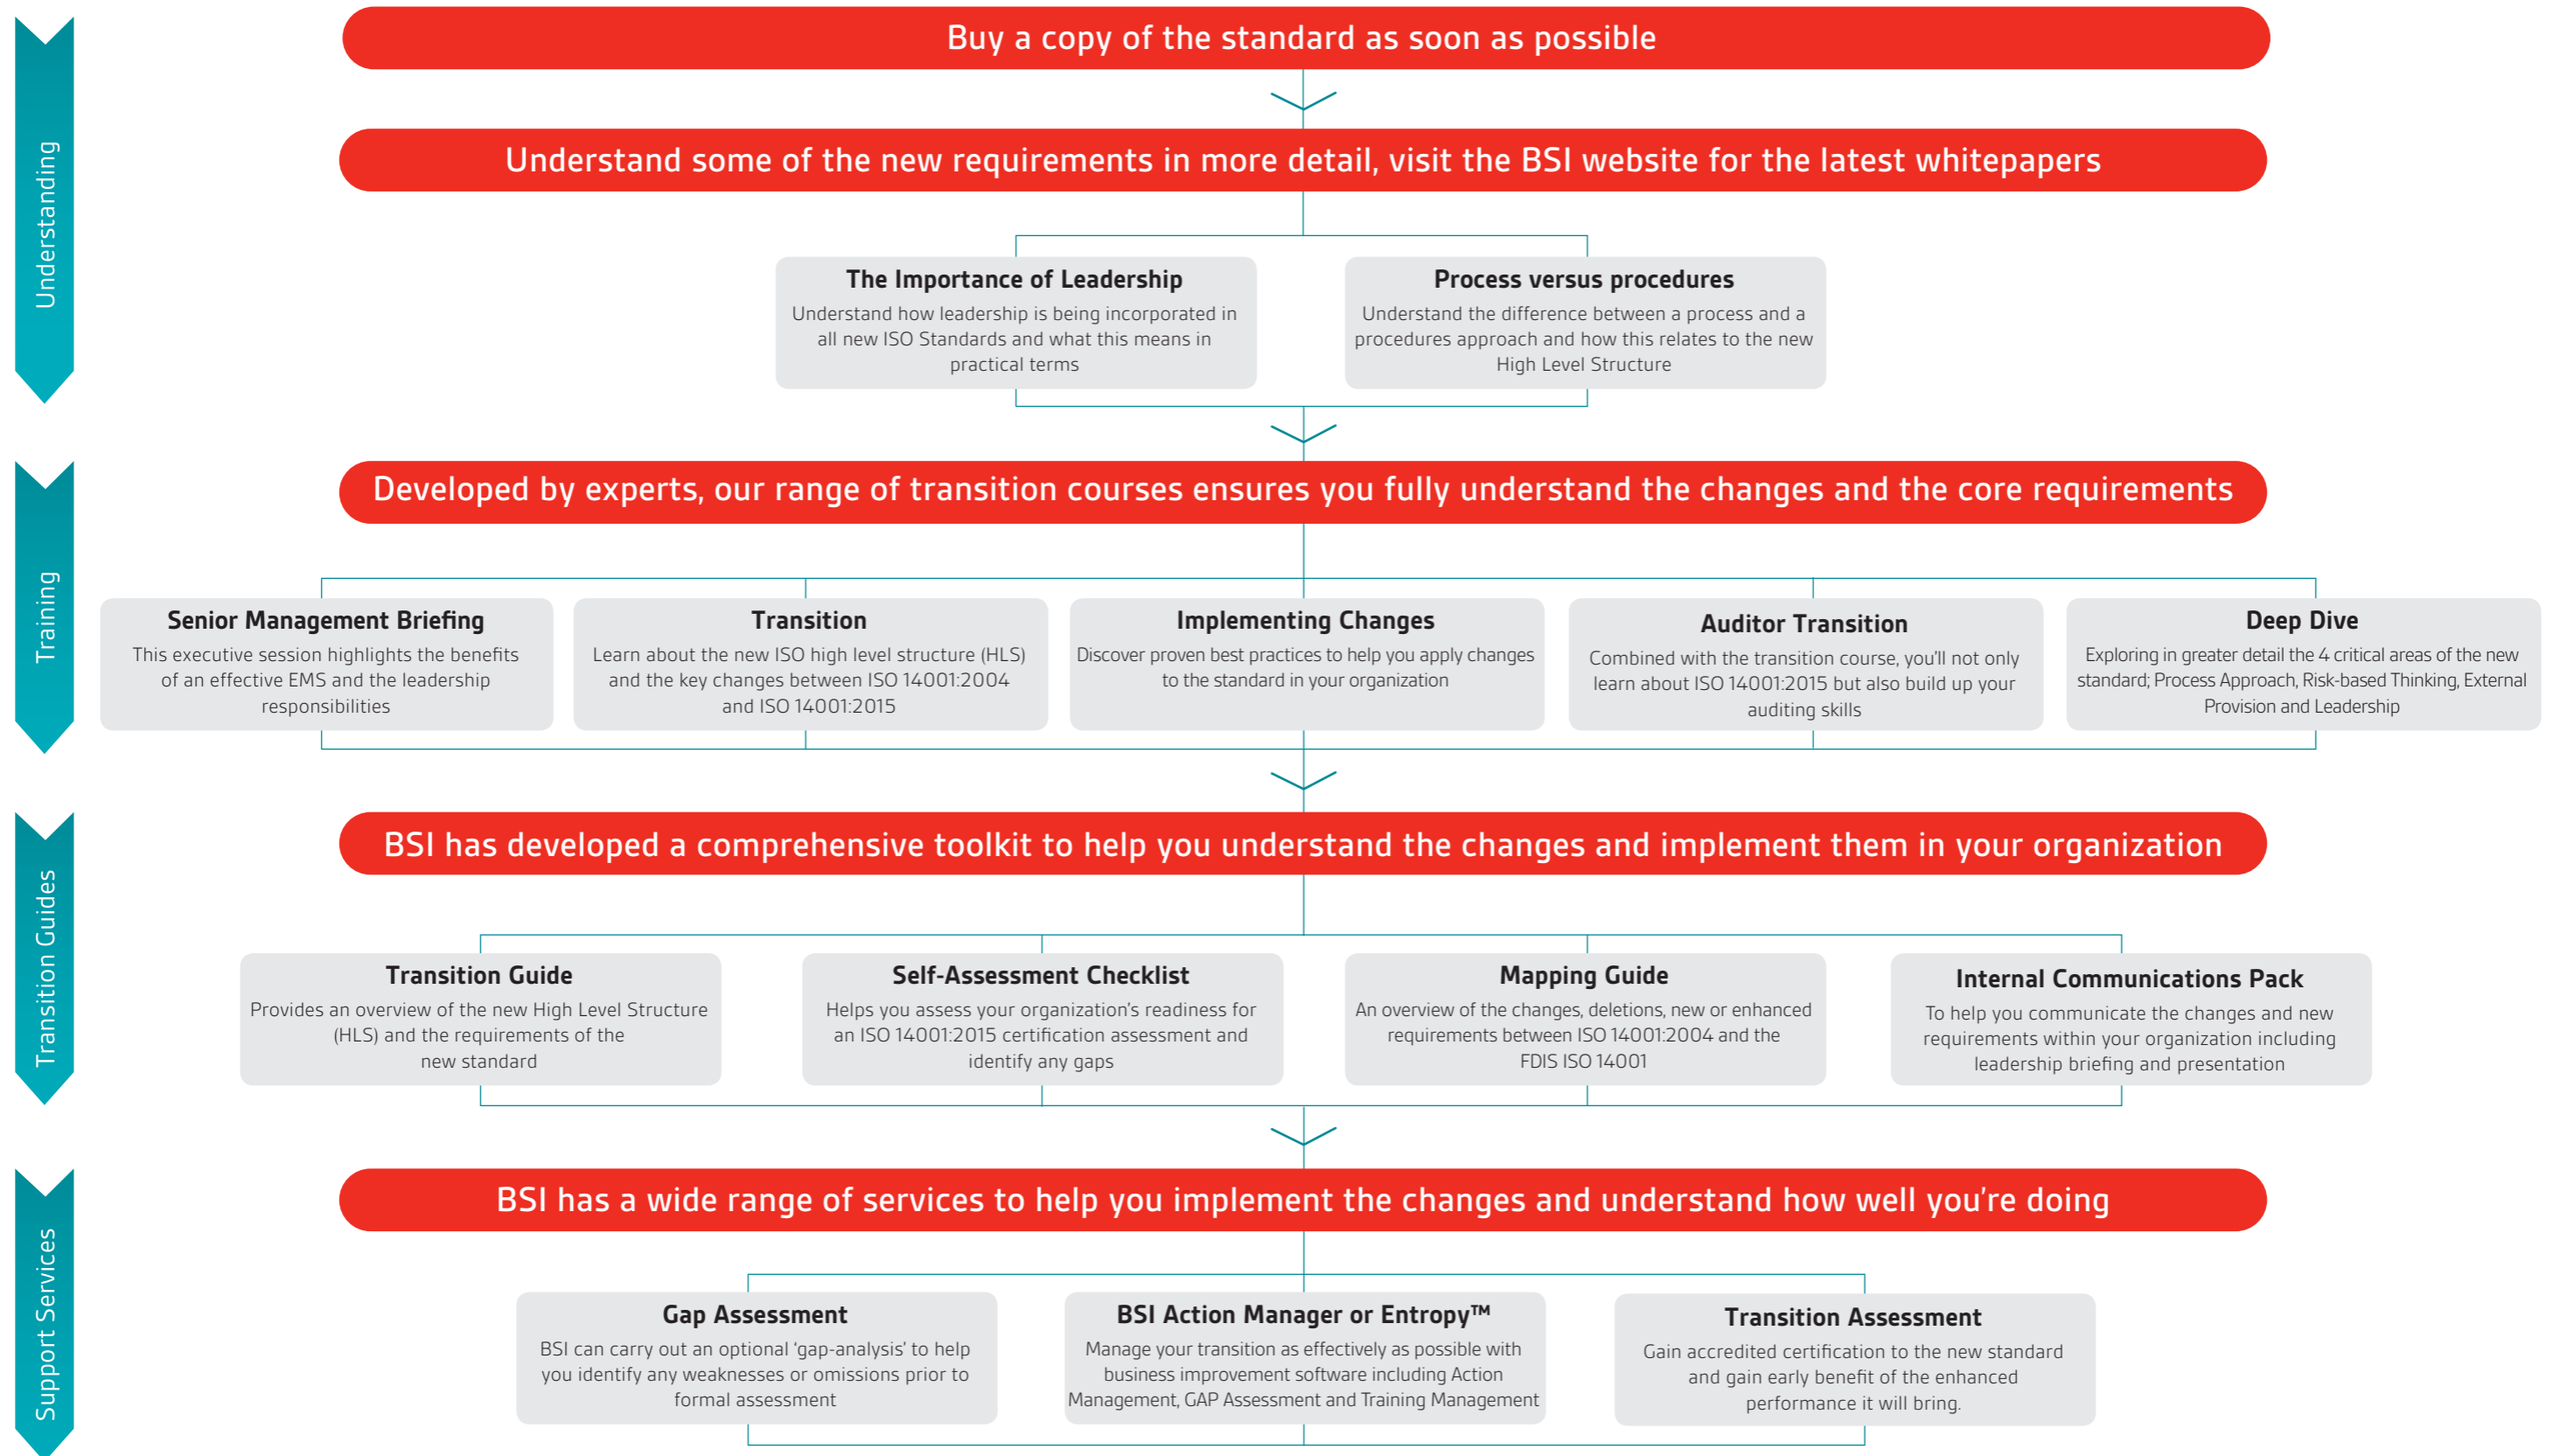 Understanding
Buy a copy of the standard as soon as possible
Understand some of the new requirements in more detail, visit the BSI website for the latest whitepapers
The Importance of Leadership
Understand how leadership is being incorporated in
all new ISO Standards and what this means in
practical terms
Process versus procedures
Understand the difference between a process and a
procedures approach and how this relates to the new
High Level Structure
Training
Developed by experts, our range of transition courses ensures you fully understand the changes and the core requirements
Senior Management Briefing
This executive session highlights the benefits
of an effective EMS and the leadership
responsibilities
Transition
Learn about the new ISO high level structure (HLS)
and the key changes between ISO 14001:2004
and ISO 14001:2015
Implementing Changes
Discover proven best practices to help you apply changes
to the standard in your organization
Auditor Transition
Combined with the transition course, you'll not only
learn about ISO 14001:2015 but also build up your
auditing skills
Deep Dive
Exploring in greater detail the 4 critical areas of the new
standard; Process Approach, Risk-based Thinking, External
Provision and Leadership
Transition Guides
BSI has developed a comprehensive toolkit to help you understand the changes and implement them in your organization
Transition Guide
Provides an overview of the new High Level Structure
(HLS) and the requirements of the
new standard
Self-Assessment Checklist
Helps you assess your organization's readiness for
an ISO 14001:2015 certification assessment and
identify any gaps
Mapping Guide
An overview of the changes, deletions, new or enhanced
requirements between ISO 14001:2004 and the
FDIS ISO 14001
Internal Communications Pack
To help you communicate the changes and new
requirements within your organization including
leadership briefing and presentation
Support Services
BSI has a wide range of services to help you implement the changes and understand how well you're doing
Gap Assessment
BSI can carry out an optional 'gap-analysis' to help
you identify any weaknesses or omissions prior to
formal assessment
BSI Action Manager or Entropy™
Manage your transition as effectively as possible with
business improvement software including Action
Management, GAP Assessment and Training Management
Transition Assessment
Gain accredited certification to the new standard
and gain early benefit of the enhanced
performance it will bring.